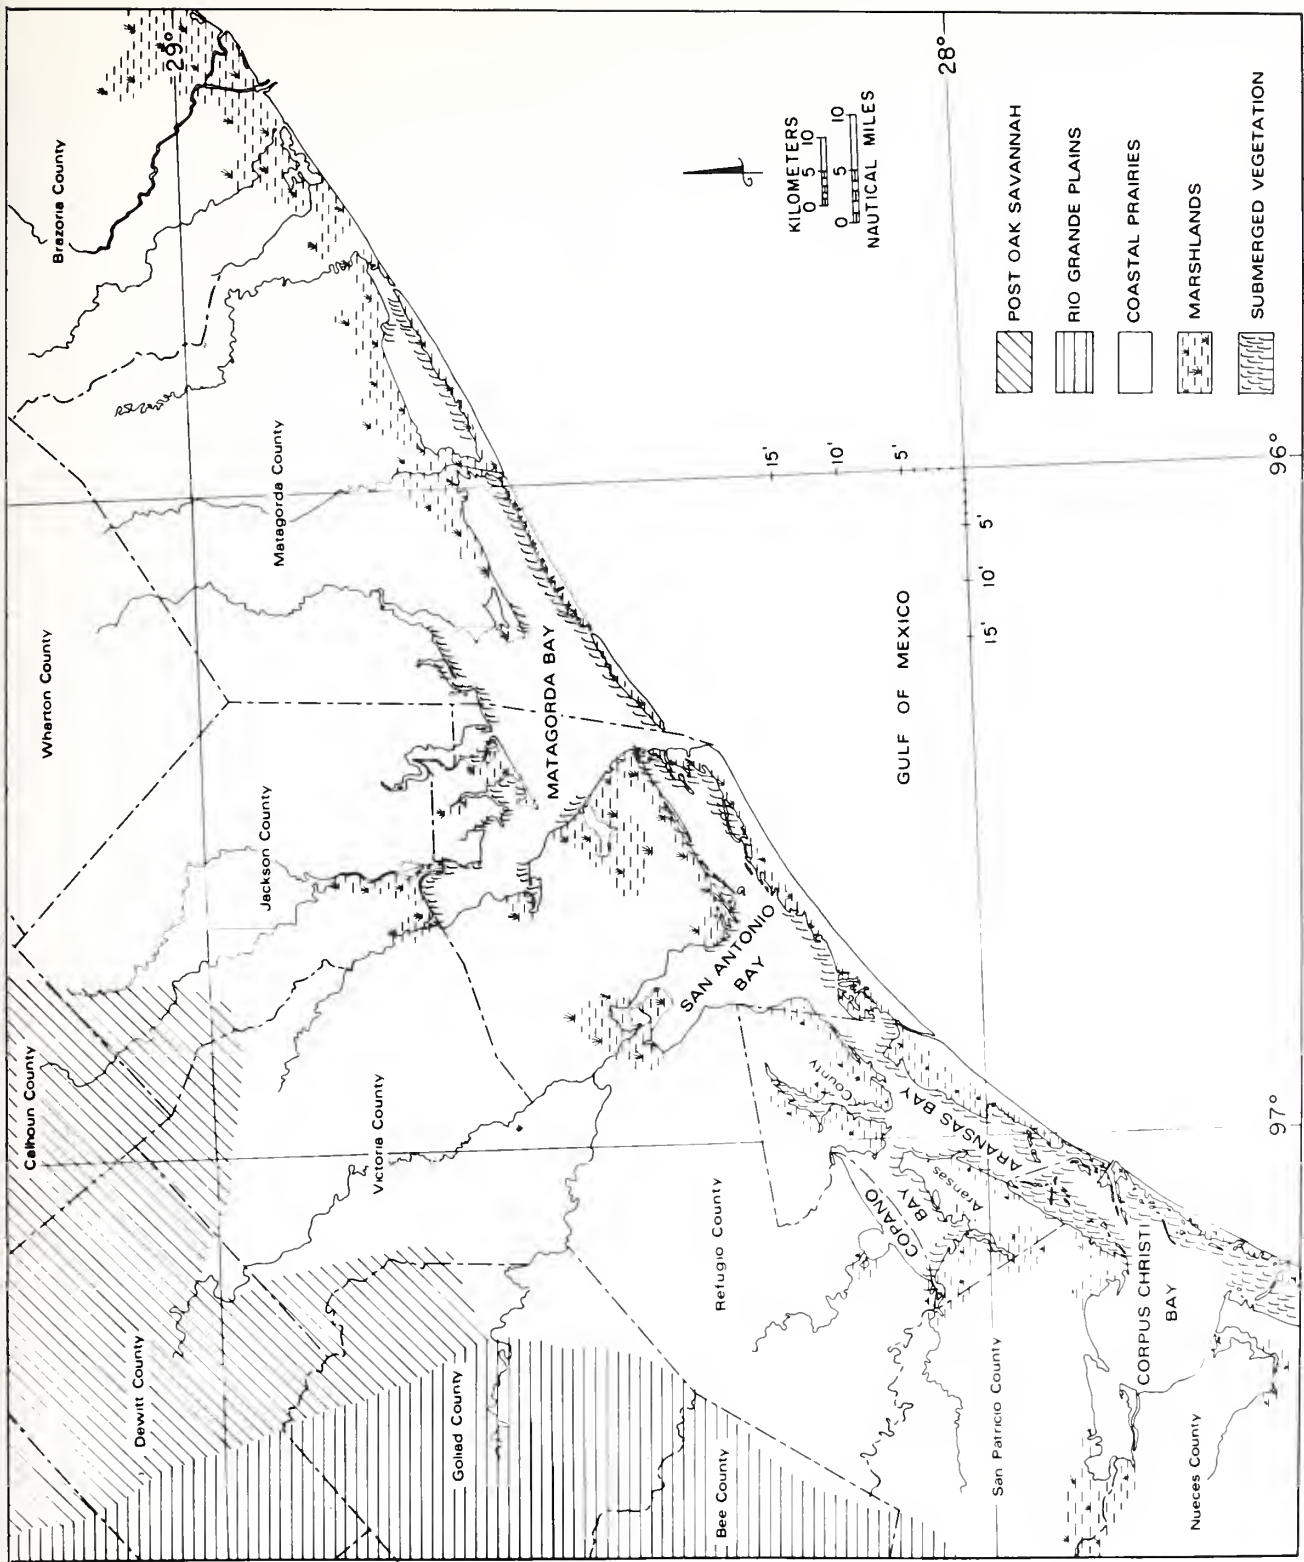 Brazoria County
29°
Wharton County
Matagorda County
Jackson County
Calhoun County
Victoria County
Dewitt County
Goliad County
Bee County
Refugio County
San Patricio County
Nueces County
Aransas
County
MATAGORDA BAY
SAN ANTONIO
BAY
ARANSAS BAY
COPANO
BAY
CORPUS CHRISTI
BAY
GULF OF MEXICO
28°
15'
10'
5'
5'
10'
15'
96°
97°
KILOMETERS
0 5 10
0 5 10
NAUTICAL MILES
POST OAK SAVANNAH
RIO GRANDE PLAINS
COASTAL PRAIRIES
MARSHLANDS
SUBMERGED VEGETATION